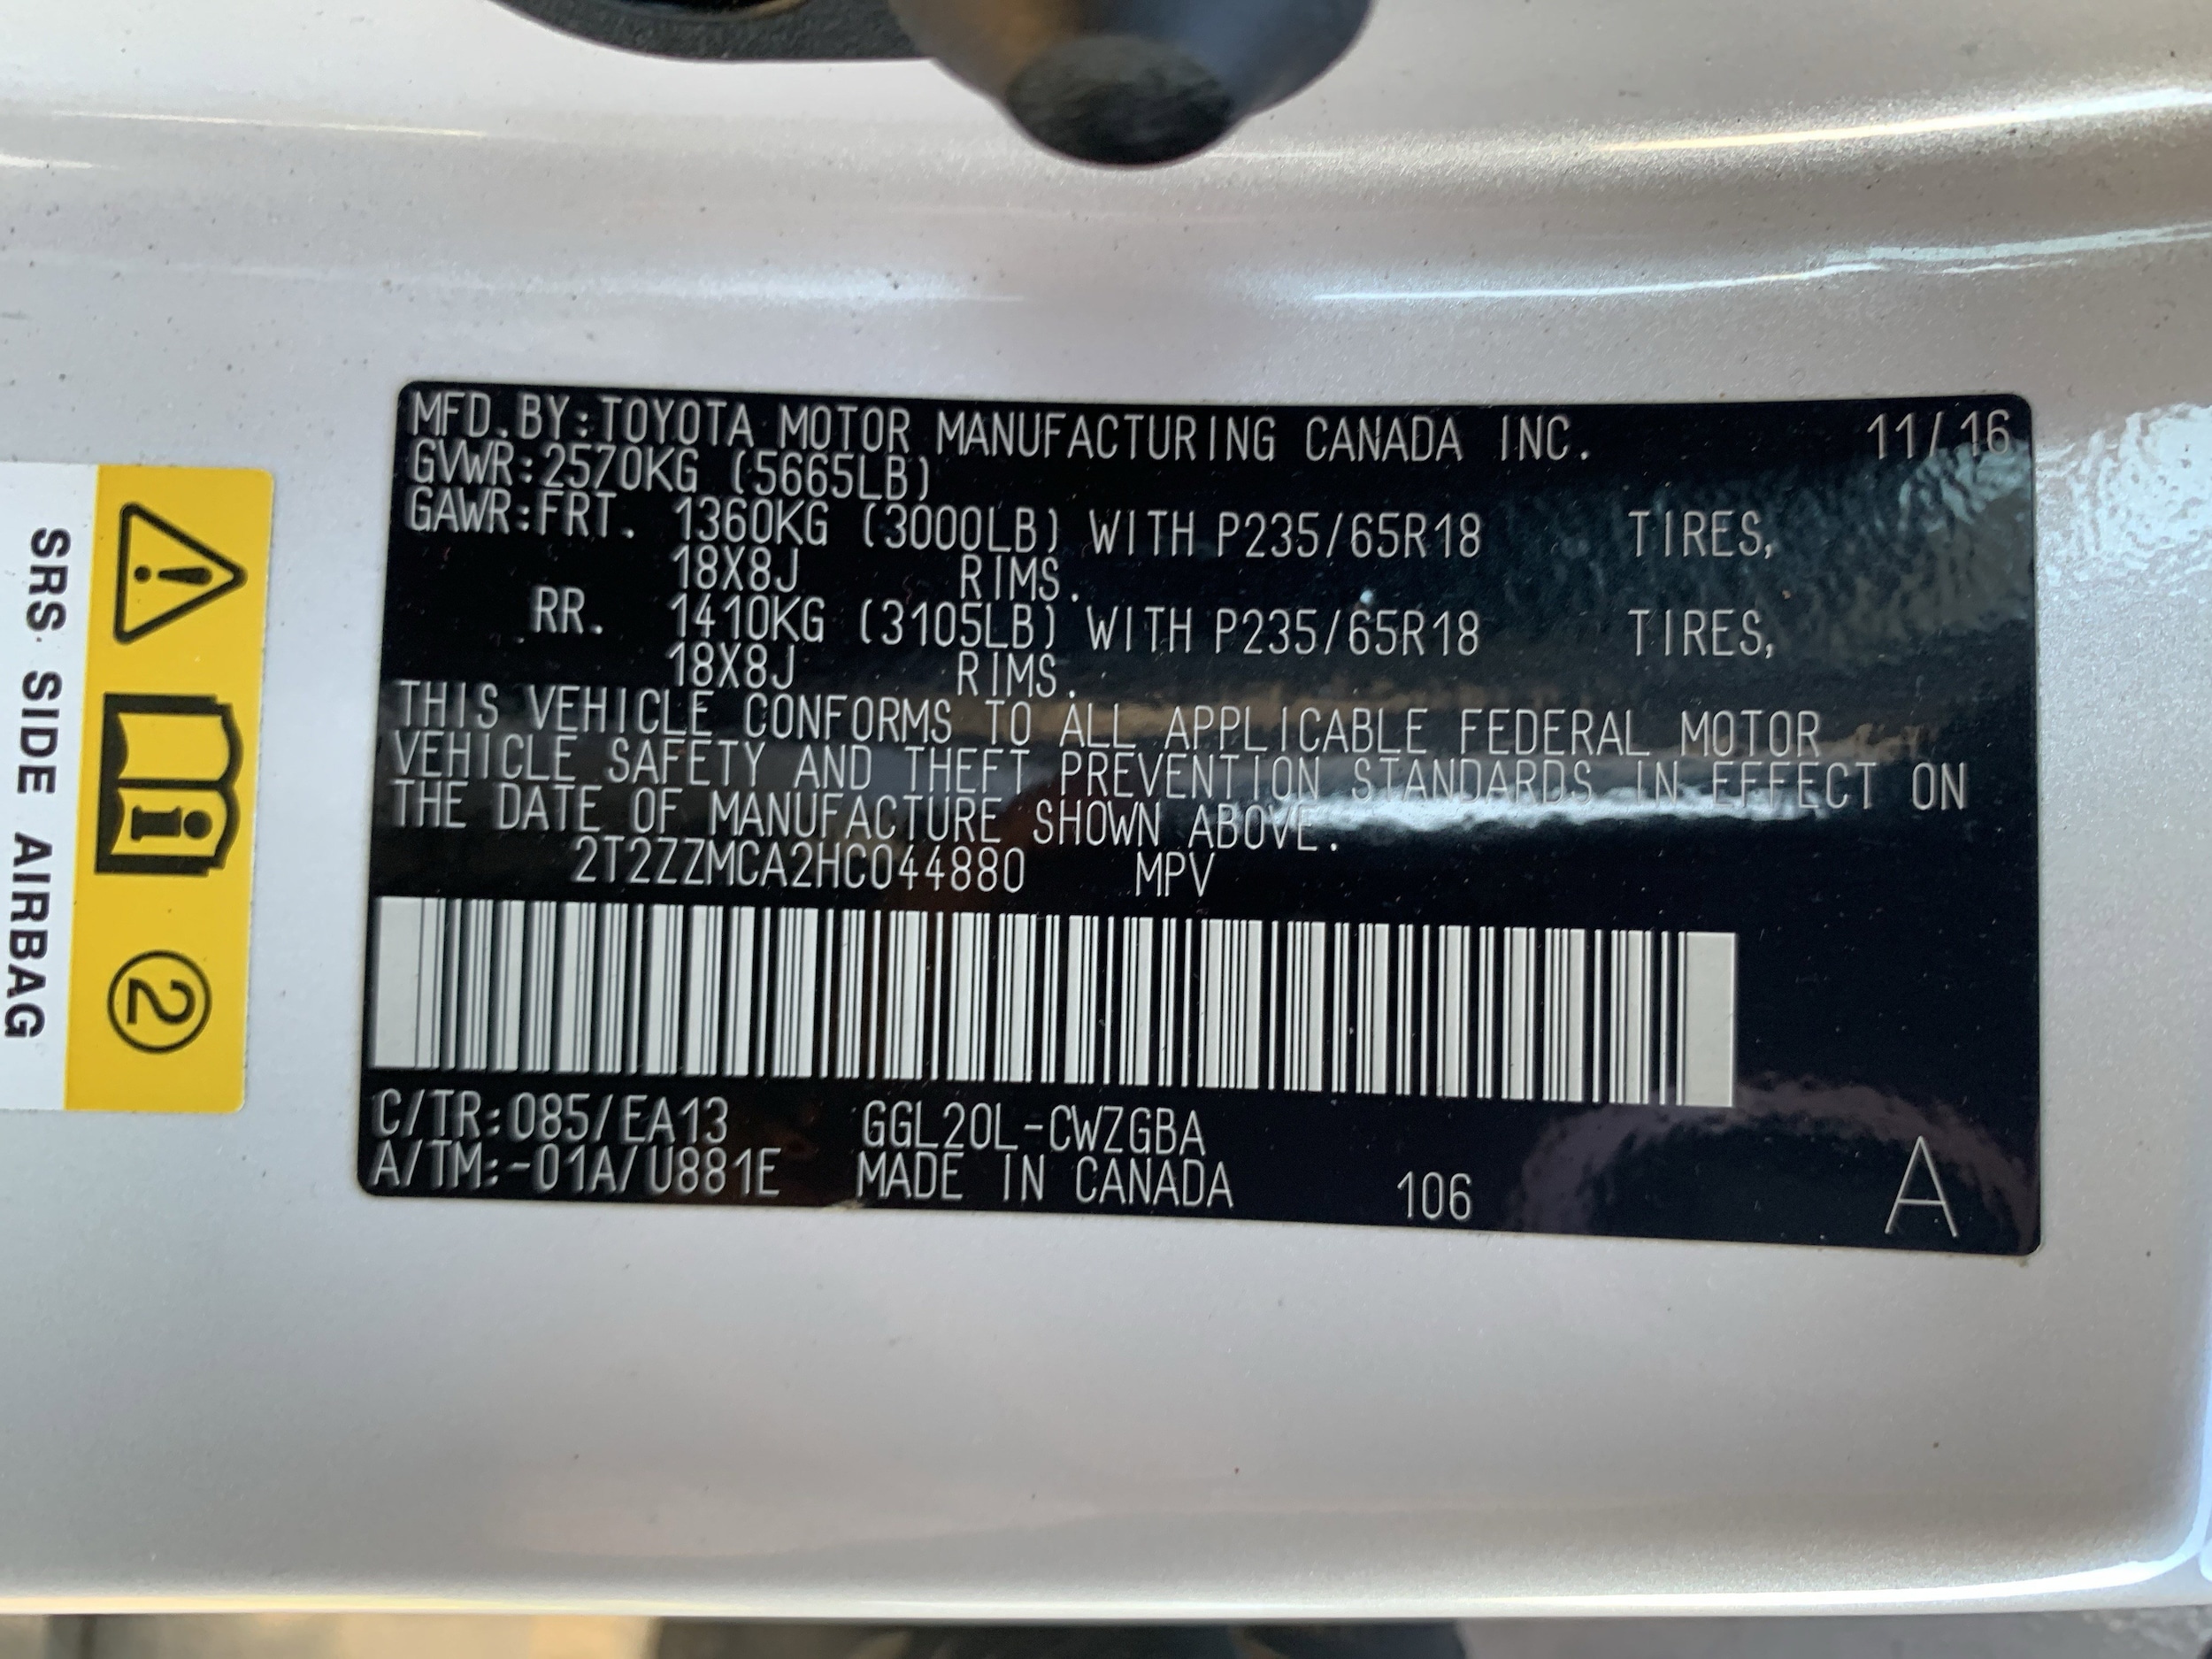 MFD.BY:TOYOTA MOTOR MANUFACTURING CANADA INC. 11/16
GVWR:2570KG (5665LB)
GAWR:FRT. 1360KG (3000LB) WITH P235/65R18 TIRES,
18X8J RIMS.
RR. 1410KG (3105LB) WITH P235/65R18 TIRES,
18X8J RIMS.
THIS VEHICLE CONFORMS TO ALL APPLICABLE FEDERAL MOTOR
VEHICLE SAFETY AND THEFT PREVENTION STANDARDS IN EFFECT ON
THE DATE OF MANUFACTURE SHOWN ABOVE.
2T2ZZMCA2HC044880 MPV
C/TR:085/EA13 GGL20L-CWZGBA
A/TM:-01A/U881E MADE IN CANADA 106 A
SRS SIDE AIRBAG
2